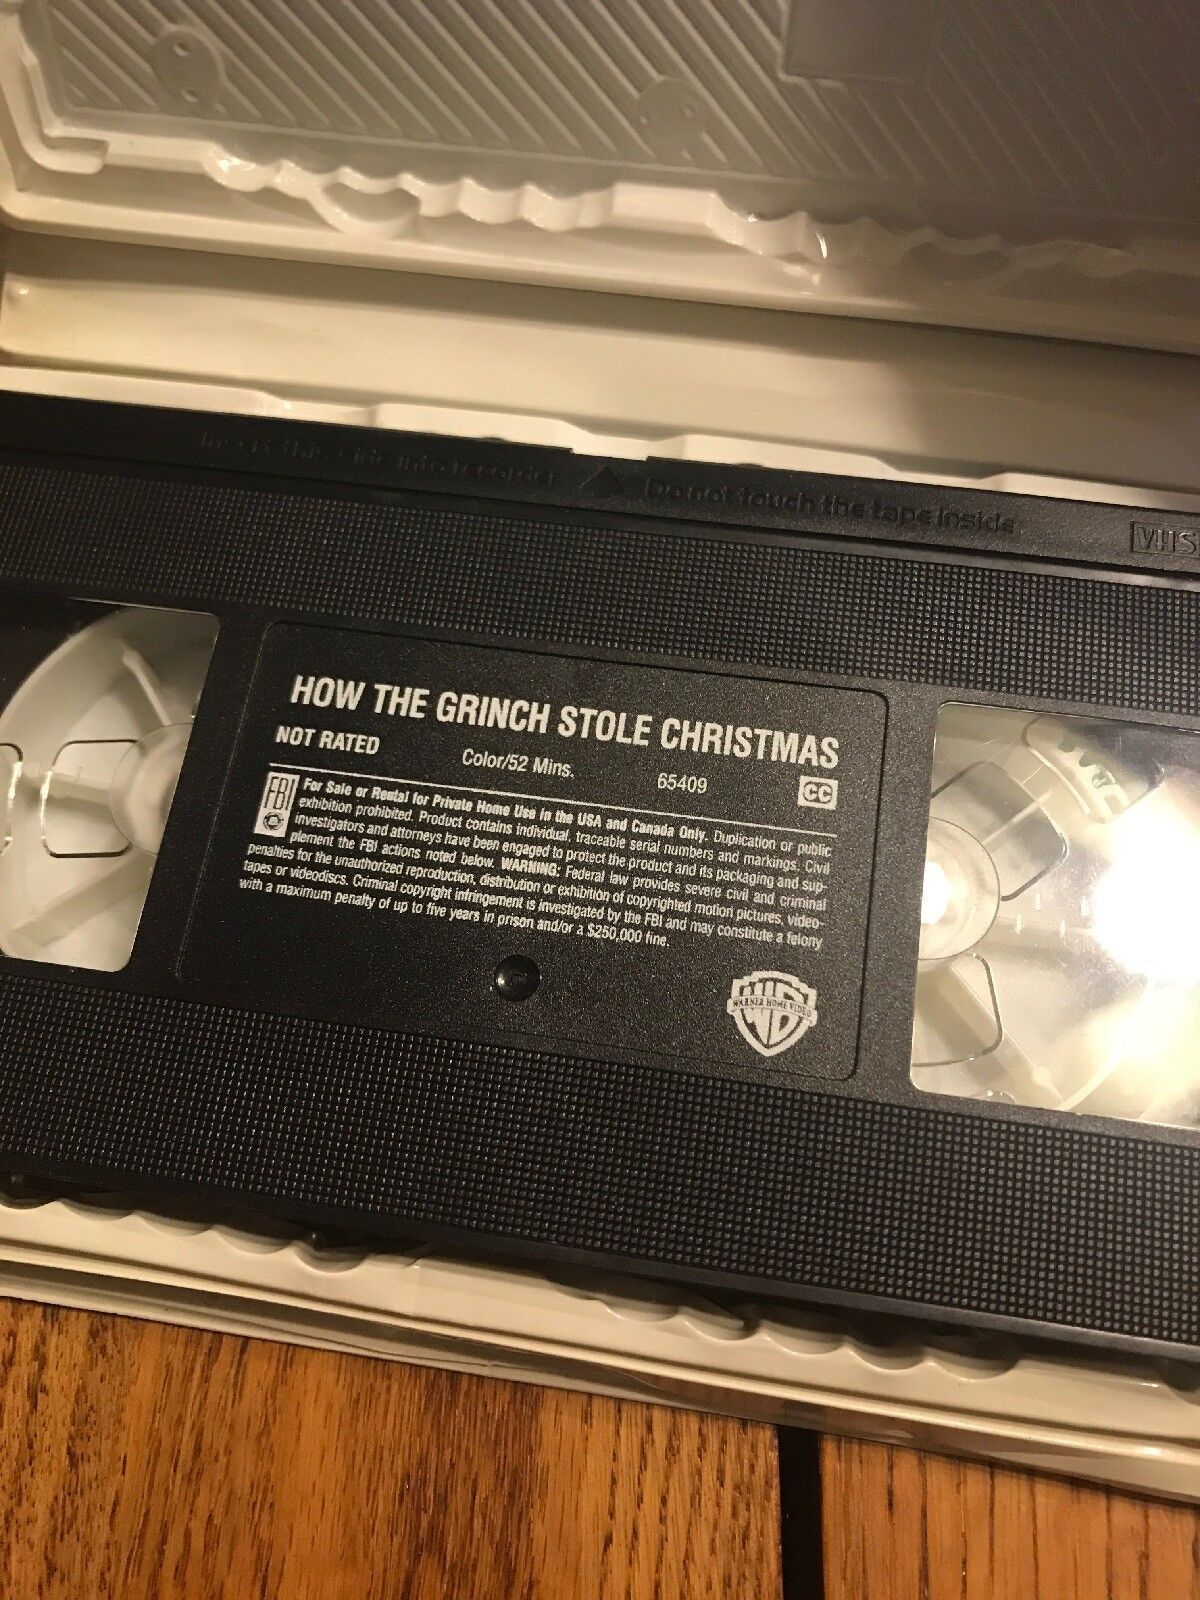 Insert this side into recorder ▲ Do not touch the tape inside
VHS
HOW THE GRINCH STOLE CHRISTMAS
NOT RATED Color/52 Mins. 65409 CC
FBI
For Sale or Rental for Private Home Use in the USA and Canada Only. Duplication or public
exhibition prohibited. Product contains individual, traceable serial numbers and markings. Civil
investigators and attorneys have been engaged to protect the product and its packaging and sup-
plement the FBI actions noted below. WARNING: Federal law provides severe civil and criminal
penalties for the unauthorized reproduction, distribution or exhibition of copyrighted motion pictures, video-
tapes or videodiscs. Criminal copyright infringement is investigated by the FBI and may constitute a felony
with a maximum penalty of up to five years in prison and/or a $250,000 fine.
WB
WARNER HOME VIDEO